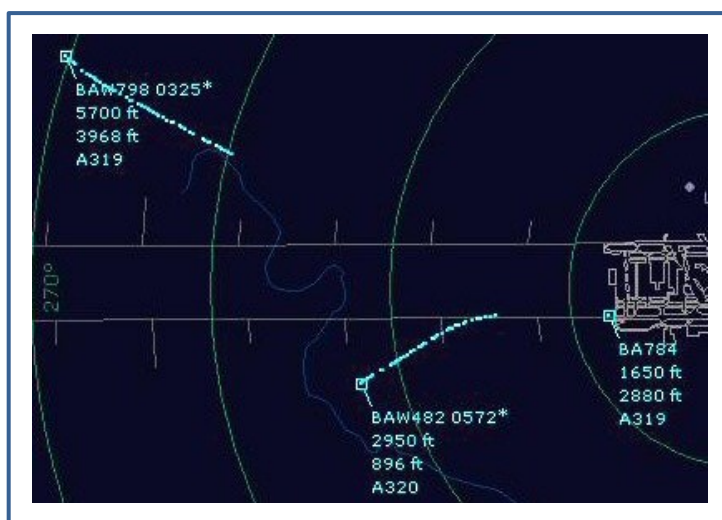 BAW798 0325*
5700 ft
3968 ft
A319
270°
BA784
1650 ft
2880 ft
A319
BAW482 0572*
2950 ft
896 ft
A320